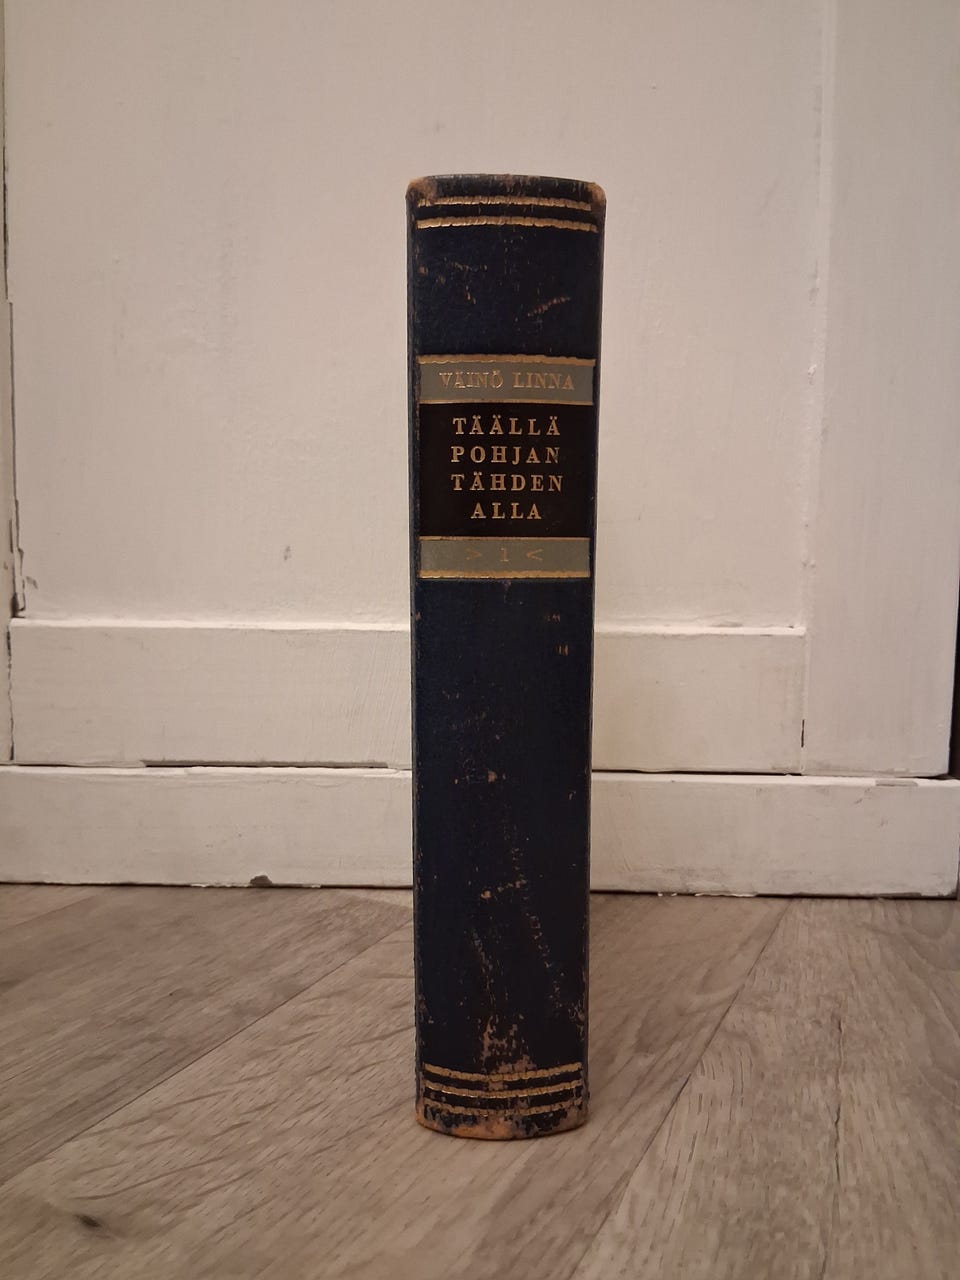 VÄINÖ LINNA
TÄÄLLÄ
POHJAN
TÄHDEN
ALLA
> 1 <